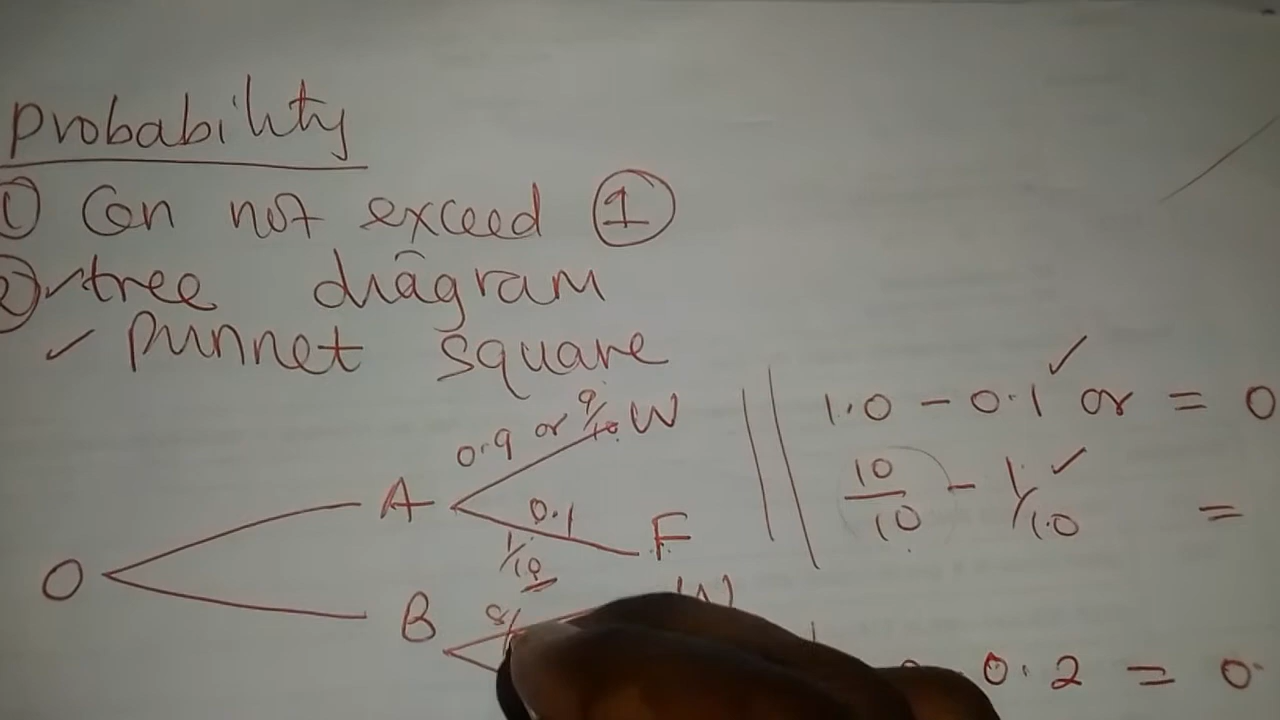 Probability
① Can not exceed ①
② ✓tree diagram
✓ Punnet square
0.9 or 9/10 W
1.0 - 0.1 ✓ or = 0
A
0.1
F
10/10 - 1/10 ✓ =
1/10
O
B
8/
W
0.2 = 0.